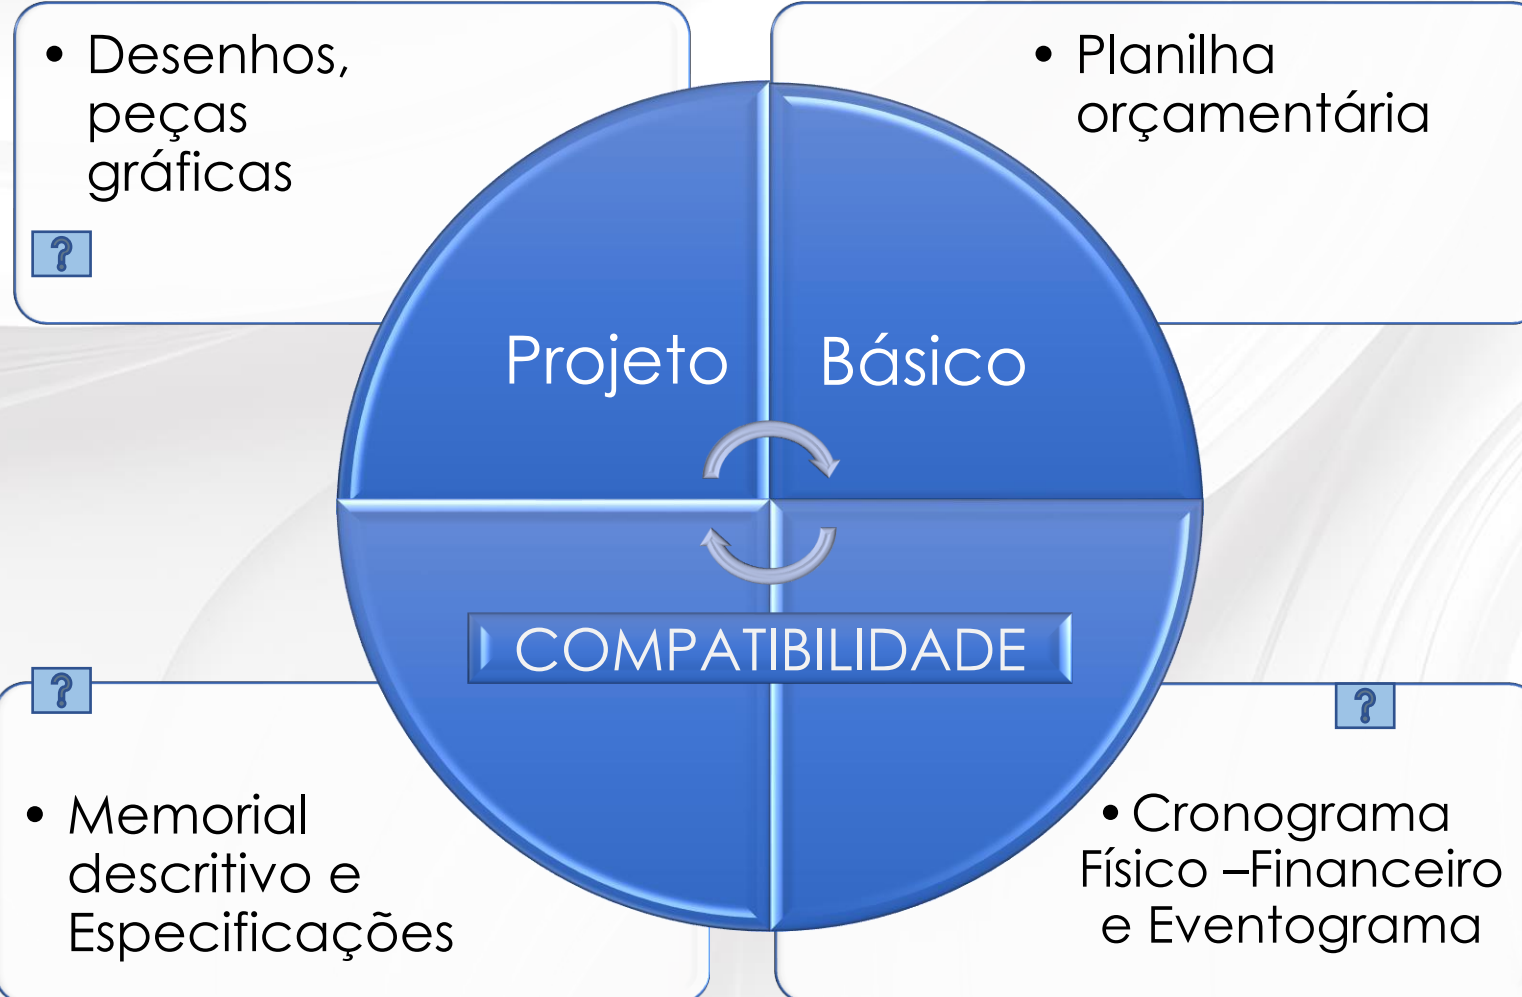 • Desenhos,
peças
gráficas
?
• Planilha
orçamentária
Projeto
Básico
COMPATIBILIDADE
?
• Memorial
descritivo e
Especificações
?
• Cronograma
Físico –Financeiro
e Eventograma